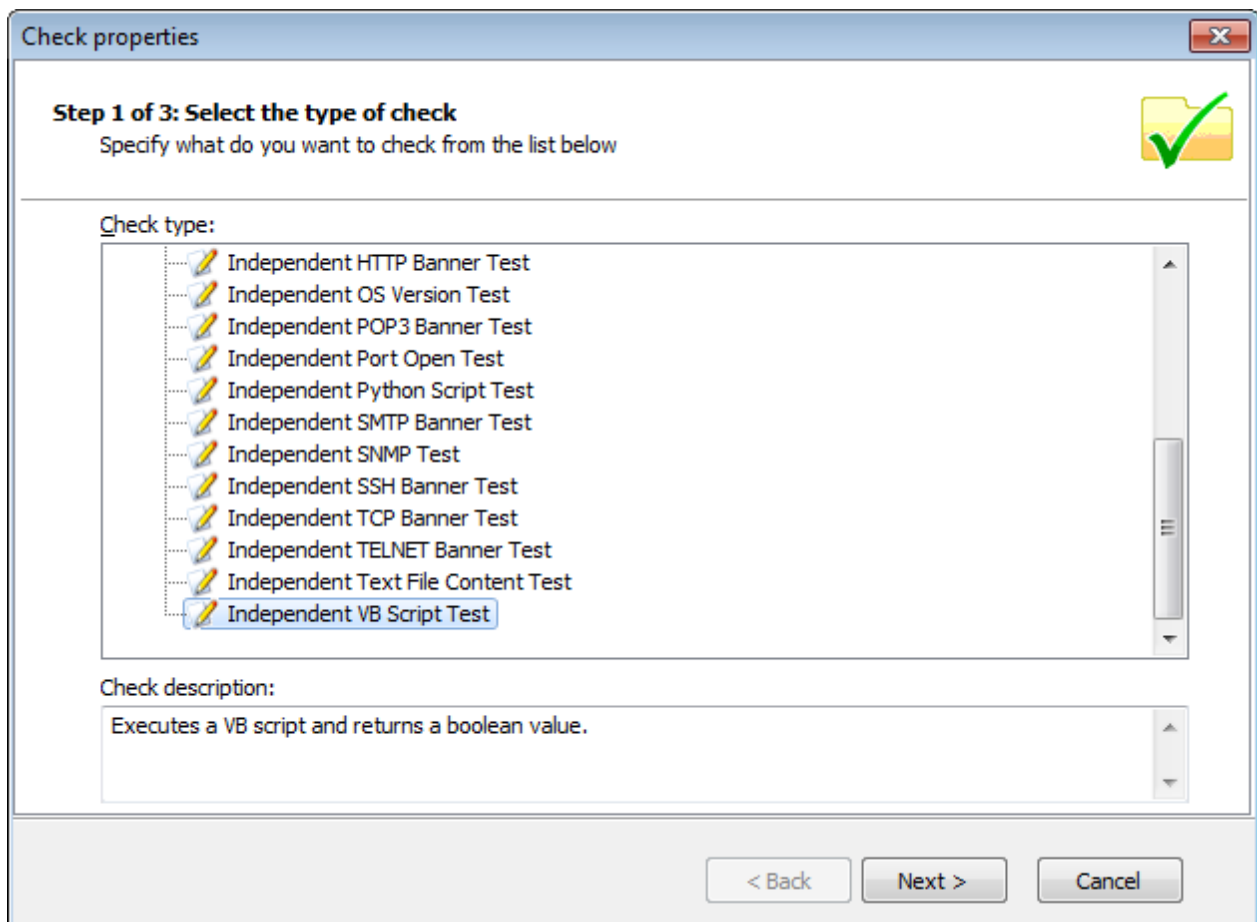 Check properties
Step 1 of 3: Select the type of check
Specify what do you want to check from the list below
Check type:
Independent HTTP Banner Test
Independent OS Version Test
Independent POP3 Banner Test
Independent Port Open Test
Independent Python Script Test
Independent SMTP Banner Test
Independent SNMP Test
Independent SSH Banner Test
Independent TCP Banner Test
Independent TELNET Banner Test
Independent Text File Content Test
Independent VB Script Test
Check description:
Executes a VB script and returns a boolean value.
< Back Next > Cancel